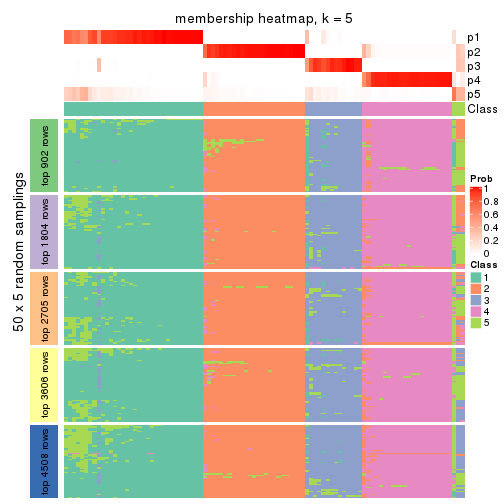 membership heatmap, k = 5
p1
p2
p3
p4
p5
Class
50 x 5 random samplings
top 902 rows
top 1804 rows
top 2705 rows
top 3606 rows
top 4508 rows
Prob
1
0.8
0.6
0.4
0.2
0
Class
1
2
3
4
5